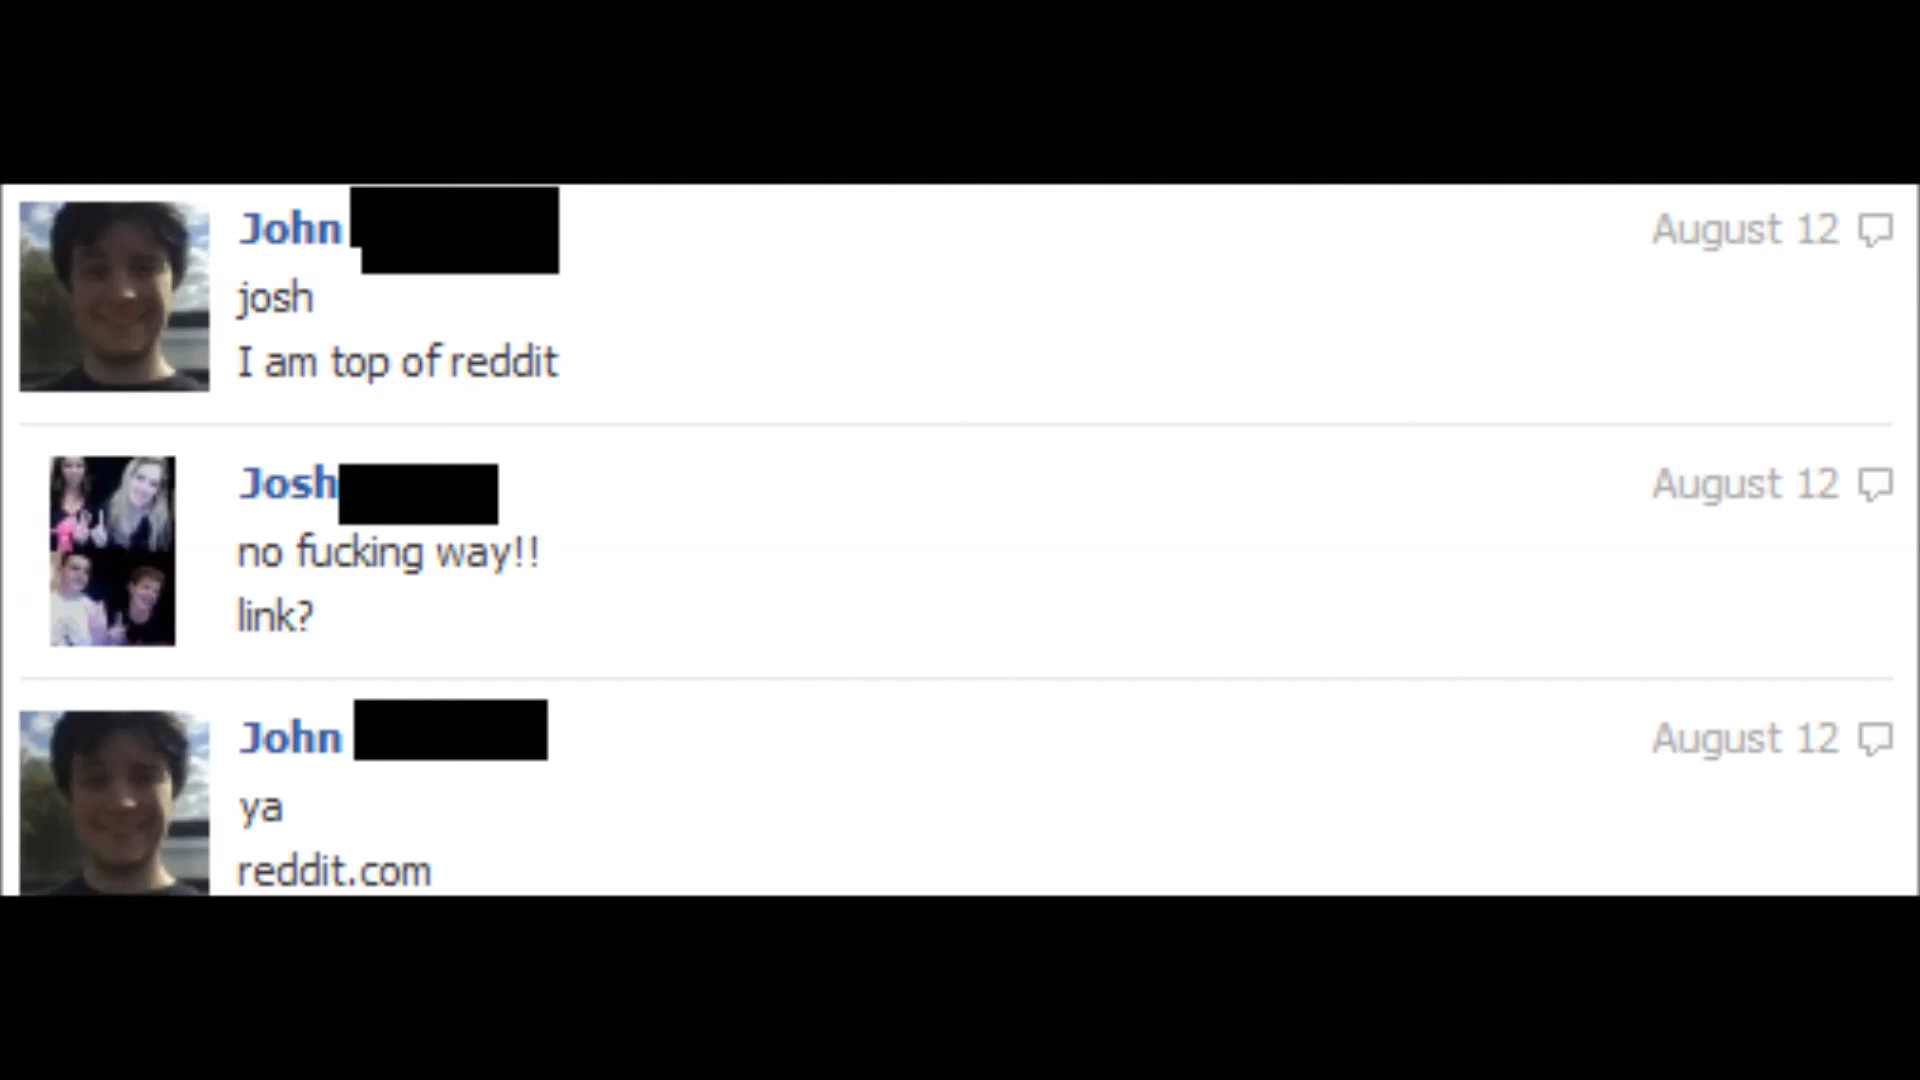 John
August 12
josh
I am top of reddit
Josh
August 12
no fucking way!!
link?
John
August 12
ya
reddit.com